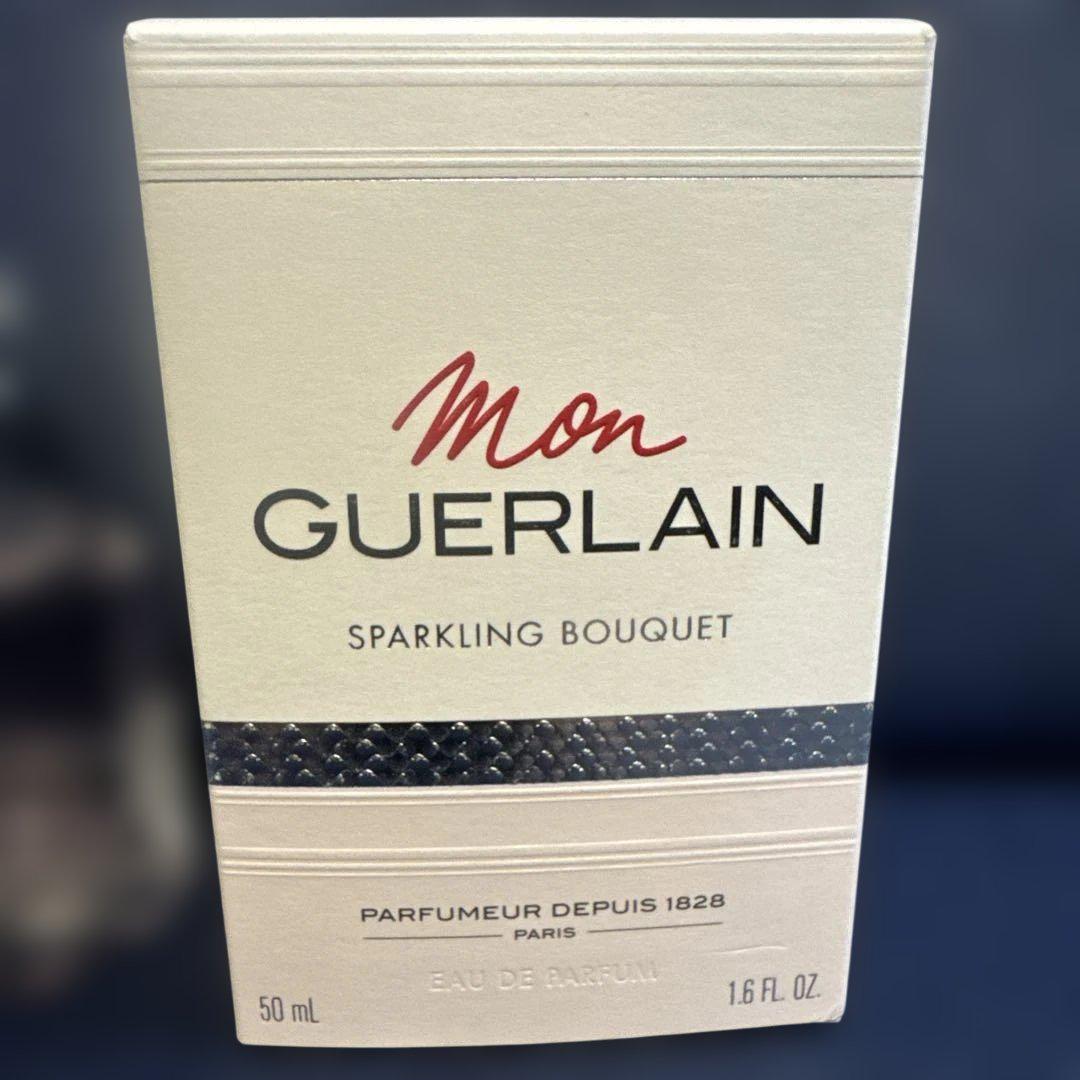 Mon
GUERLAIN
SPARKLING BOUQUET
PARFUMEUR DEPUIS 1828
PARIS
EAU DE PARFUM
50 mL
1.6 FL. OZ.